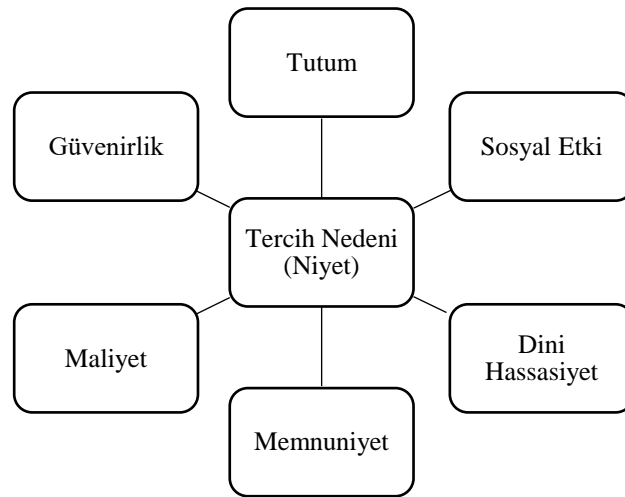 Tutum
Güvenirlik
Sosyal Etki
Tercih Nedeni
(Niyet)
Maliyet
Dini
Hassasiyet
Memnuniyet